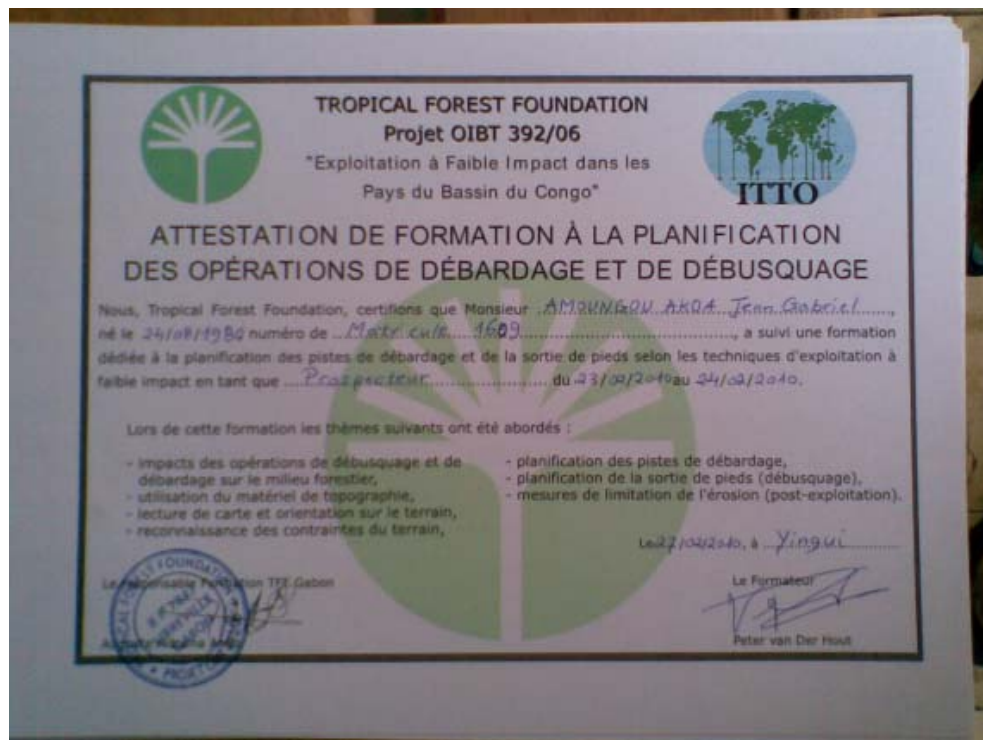 TROPICAL FOREST FOUNDATION
Projet OIBT 392/06
"Exploitation à Faible Impact dans les
Pays du Bassin du Congo"
ITTO
ATTESTATION DE FORMATION À LA PLANIFICATION
DES OPÉRATIONS DE DÉBARDAGE ET DE DÉBUSQUAGE
Nous, Tropical Forest Foundation, certifions que Monsieur AMOUNGOU AKOA Jean Gabriel,
né le numéro de Matricule 1609, a suivi une formation
dédiée à la planification des pistes de débardage et de la sortie de pieds selon les techniques d'exploitation à
faible impact en tant que Prospecteur du 23/02/2010 au 24/02/2010.
Lors de cette formation les thèmes suivants ont été abordés :
- impacts des opérations de débusquage et de
débardage sur le milieu forestier,
- utilisation du matériel de topographie,
- lecture de carte et orientation sur le terrain,
- reconnaissance des contraintes du terrain,
- planification des pistes de débardage,
- planification de la sortie de pieds (débusquage),
- mesures de limitation de l'érosion (post-exploitation).
Le 27/02/2010, à Yingui
Le responsable Formation TFF Gabon
Le Formateur
Peter van Der Hout